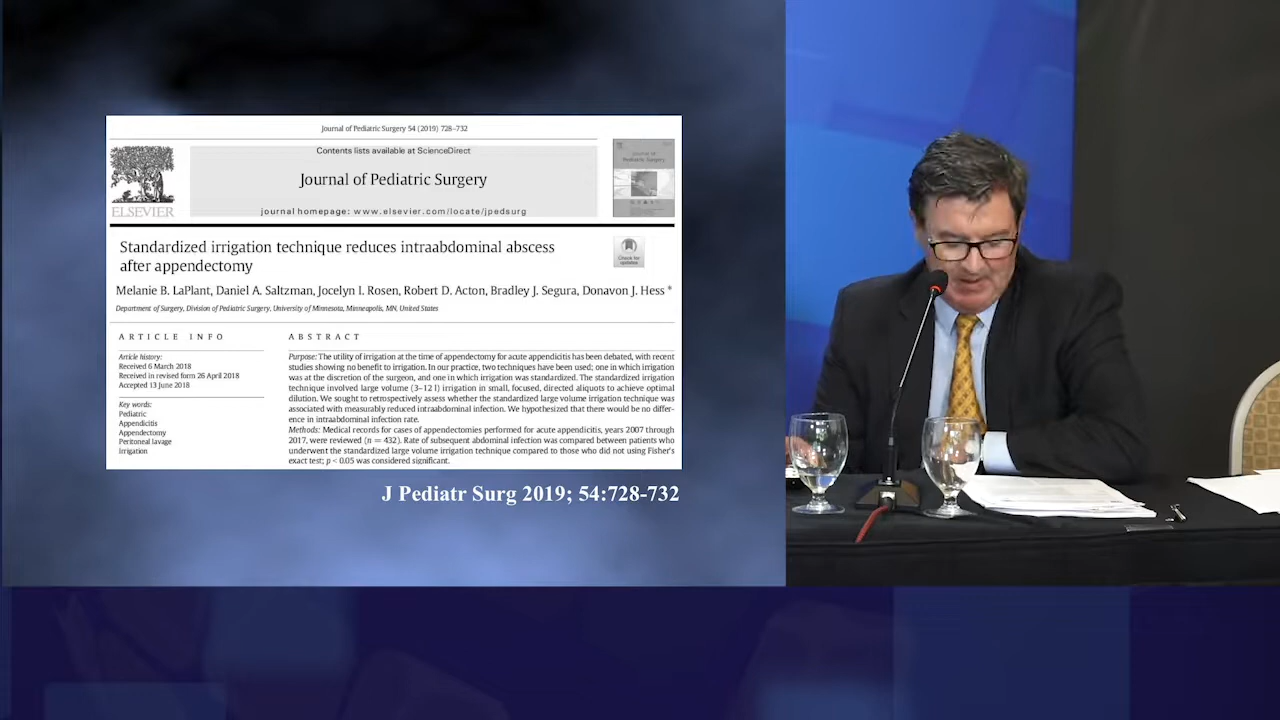 Journal of Pediatric Surgery 54 (2019) 728–732
Contents lists available at ScienceDirect
Journal of Pediatric Surgery
journal homepage: www.elsevier.com/locate/jpedsurg
ELSEVIER
Journal of
Pediatric Surgery
Standardized irrigation technique reduces intraabdominal abscess
after appendectomy
Check for
updates
Melanie B. LaPlant, Daniel A. Saltzman, Jocelyn I. Rosen, Robert D. Acton, Bradley J. Segura, Donavon J. Hess *
Department of Surgery, Division of Pediatric Surgery, University of Minnesota, Minneapolis, MN, United States
ARTICLE INFO
Article history:
Received 6 March 2018
Received in revised form 26 April 2018
Accepted 13 June 2018
Key words:
Pediatric
Appendicitis
Appendectomy
Peritoneal lavage
Irrigation
ABSTRACT
Purpose: The utility of irrigation at the time of appendectomy for acute appendicitis has been debated, with recent
studies showing no benefit to irrigation. In our practice, two techniques have been used; one in which irrigation
was at the discretion of the surgeon, and one in which irrigation was standardized. The standardized irrigation
technique involved large volume (3–12 l) irrigation in small, focused, directed aliquots to achieve optimal
dilution. We sought to retrospectively assess whether the standardized large volume irrigation technique was
associated with measurably reduced intraabdominal infection. We hypothesized that there would be no differ-
ence in intraabdominal infection rate.
Methods: Medical records for cases of appendectomies performed for acute appendicitis, years 2007 through
2017, were reviewed (n = 432). Rate of subsequent abdominal infection was compared between patients who
underwent the standardized large volume irrigation technique compared to those who did not using Fisher's
exact test; p < 0.05 was considered significant.
J Pediatr Surg 2019; 54:728-732